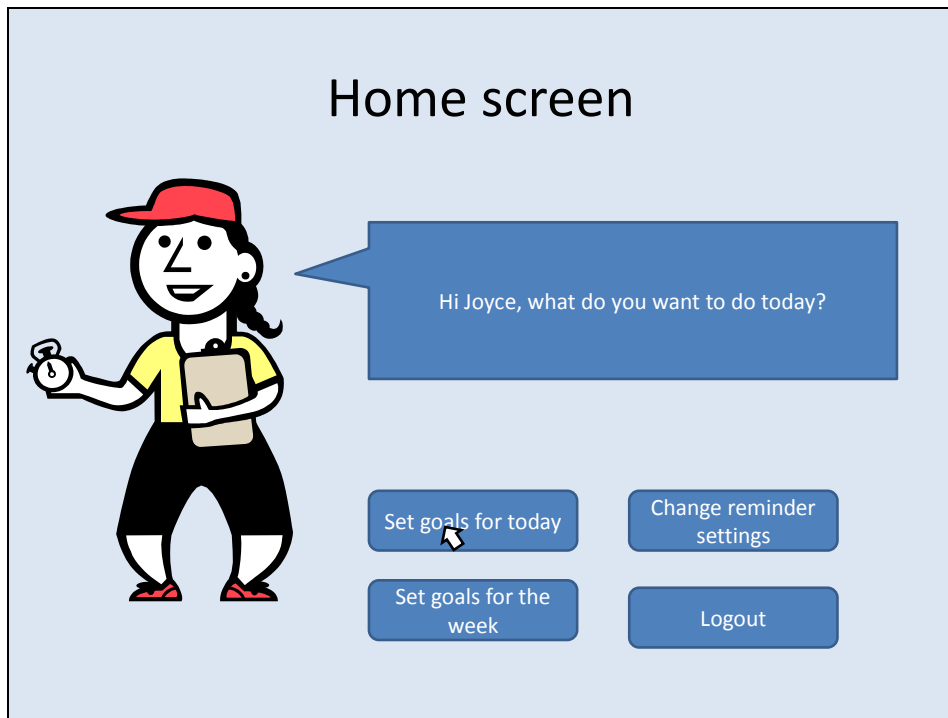 Home screen
Hi Joyce, what do you want to do today?
Set goals for today
Change reminder
settings
Set goals for the
week
Logout